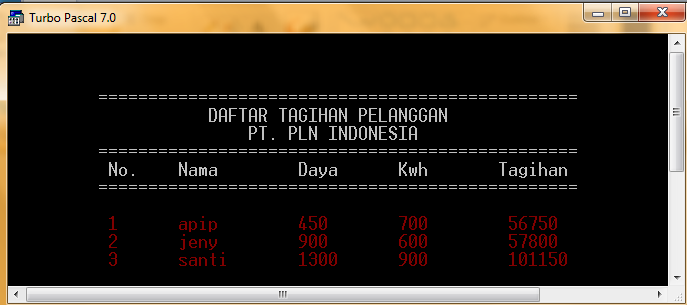 Turbo Pascal 7.0
================================================
DAFTAR TAGIHAN PELANGGAN
PT. PLN INDONESIA
================================================
No. Nama Daya Kwh Tagihan
================================================
1 apip 450 700 56750
2 jeny 900 600 57800
3 santi 1300 900 101150